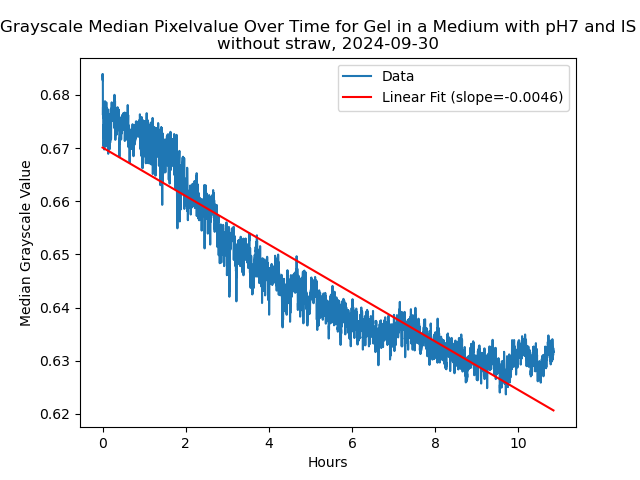 Grayscale Median Pixelvalue Over Time for Gel in a Medium with pH7 and IS
without straw, 2024-09-30
Data
Linear Fit (slope=-0.0046)
Median Grayscale Value
0.68
0.67
0.66
0.65
0.64
0.63
0.62
0
2
4
6
8
10
Hours